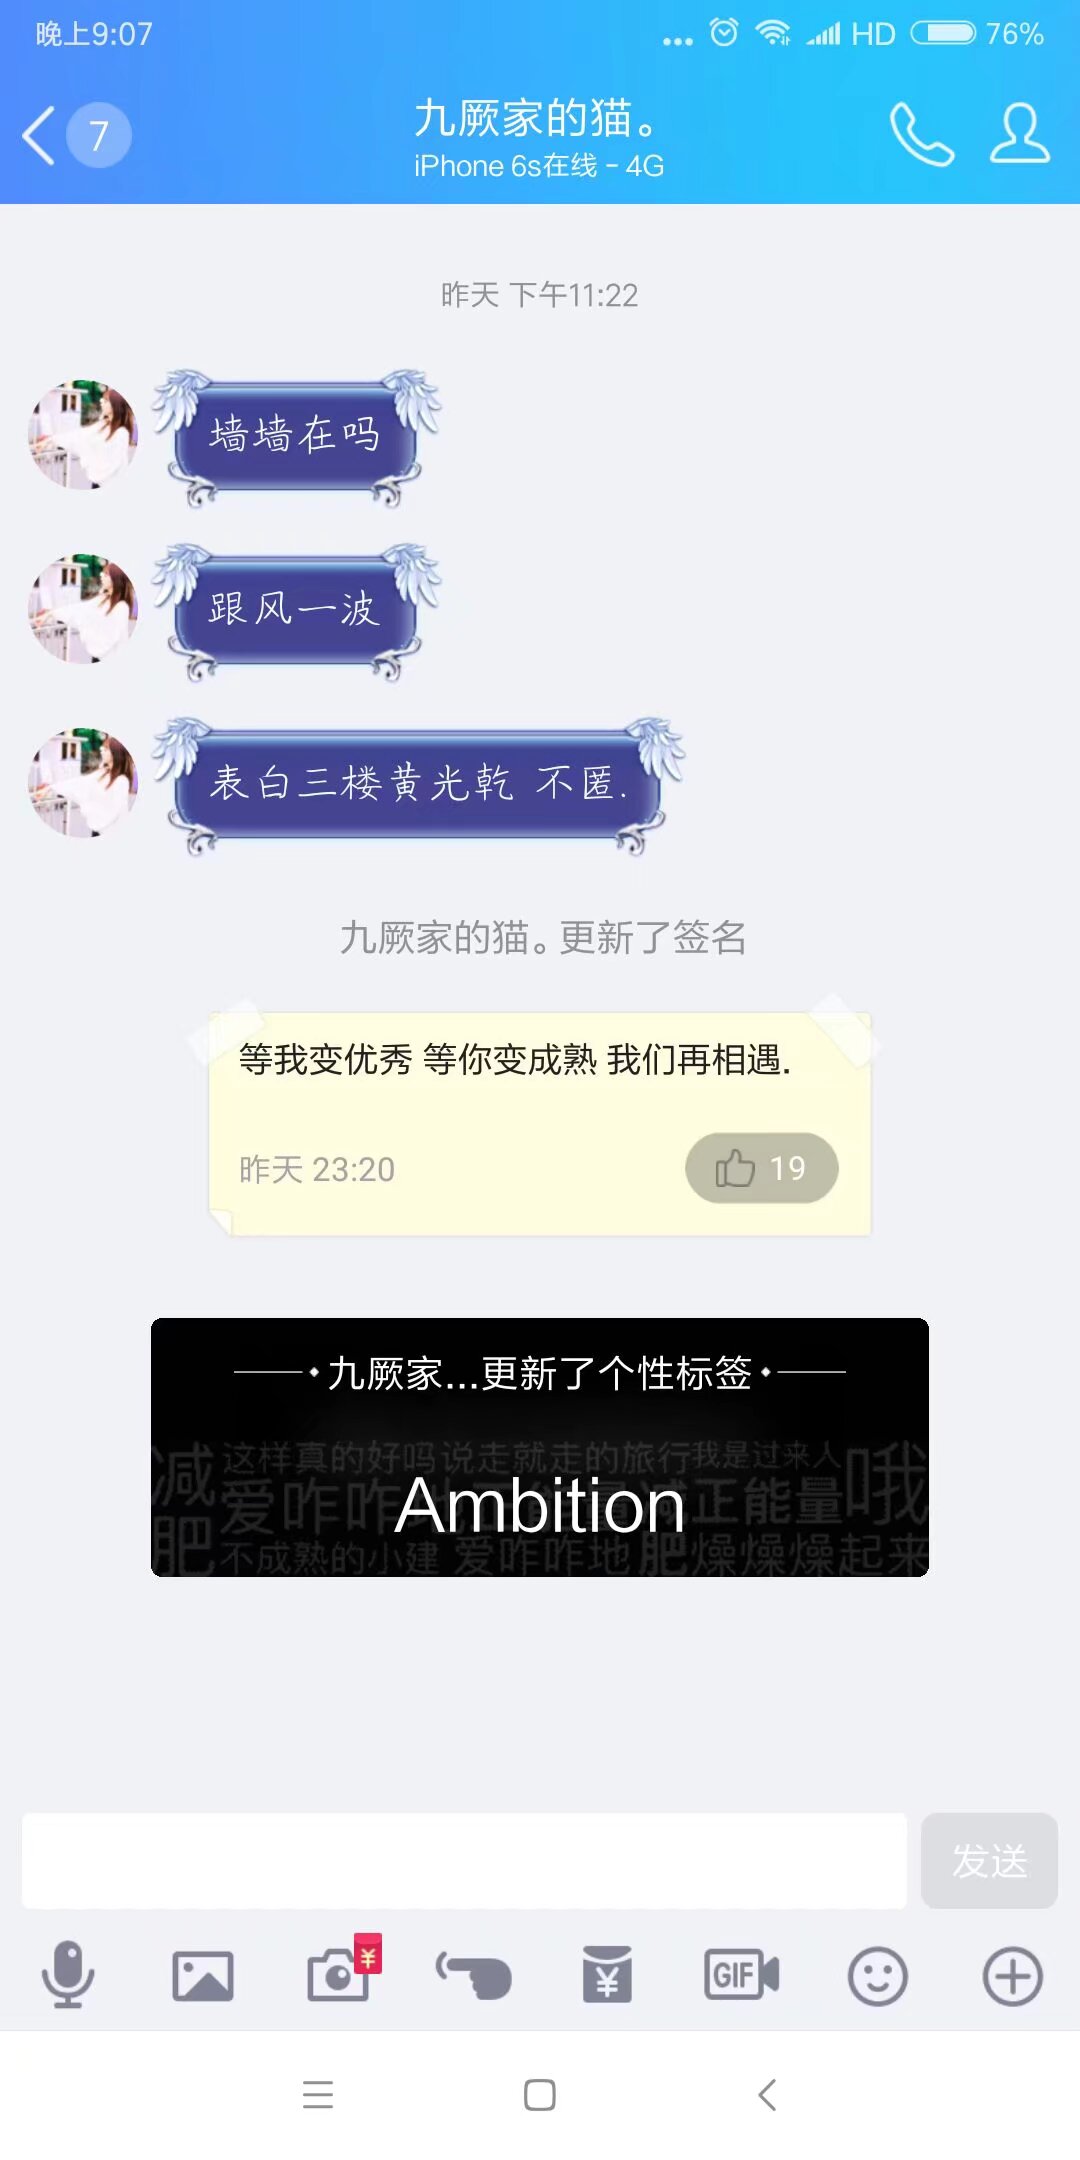 晚上9:07
HD
76%
7
九厥家的猫。
iPhone 6s在线 - 4G
昨天 下午11:22
墙墙在吗
跟风一波
表白三楼黄光乾 不匿.
九厥家的猫。更新了签名
等我变优秀 等你变成熟 我们再相遇.
昨天 23:20
19
九厥家...更新了个性标签
这样真的好吗说走就走的旅行我是过来人
减肥
爱咋咋
正能量
哦
Ambition
不成熟的小建 爱咋咋地 肥燥燥燥起来
发送
¥
¥
GIF